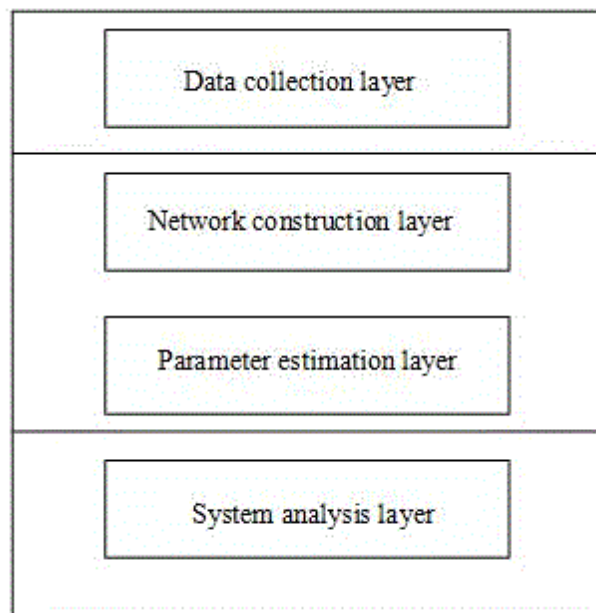 Data collection layer
Network construction layer
Parameter estimation layer
System analysis layer